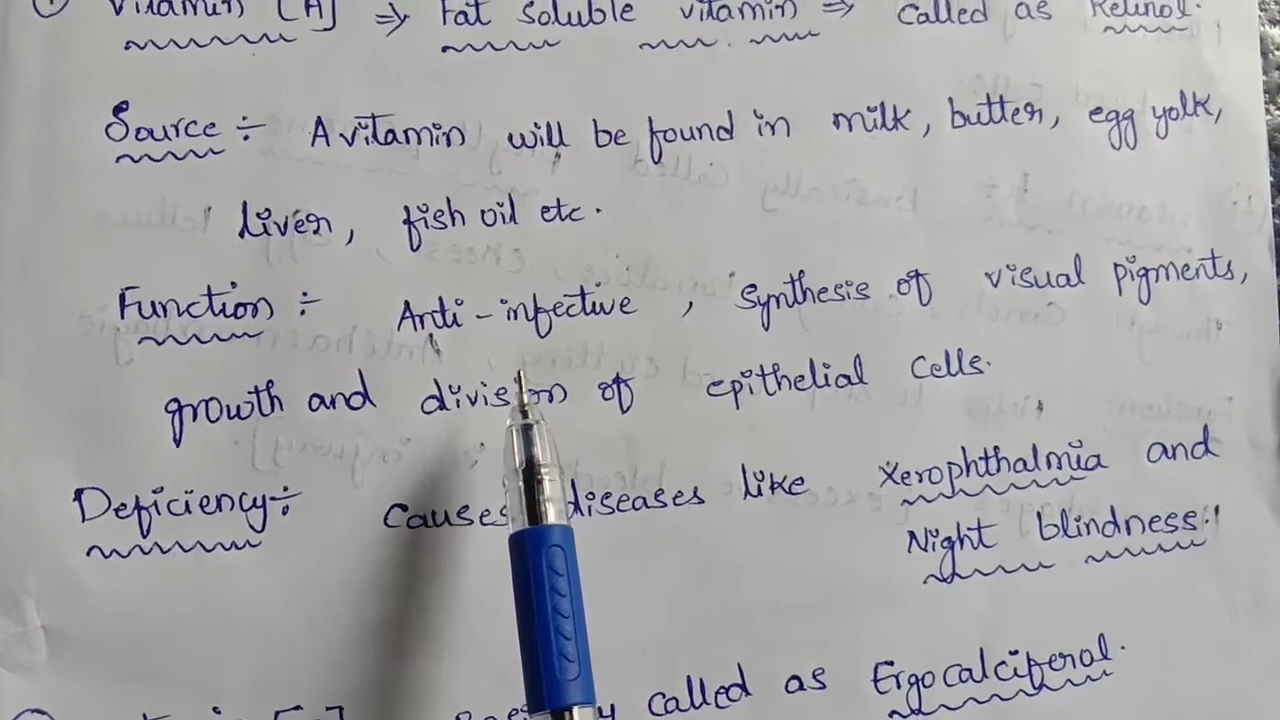 Vitamin [A] ⇒ Fat soluble vitamin ⇒ called as Retinol.
Source ÷ A vitamin will be found in milk, butter, egg yolk,
liver, fish oil etc.
Function ÷ Anti-infective, synthesis of visual pigments,
growth and division of epithelial cells.
Deficiency ÷ causes diseases like Xerophthalmia and
Night blindness.
called as Ergocalciferol.